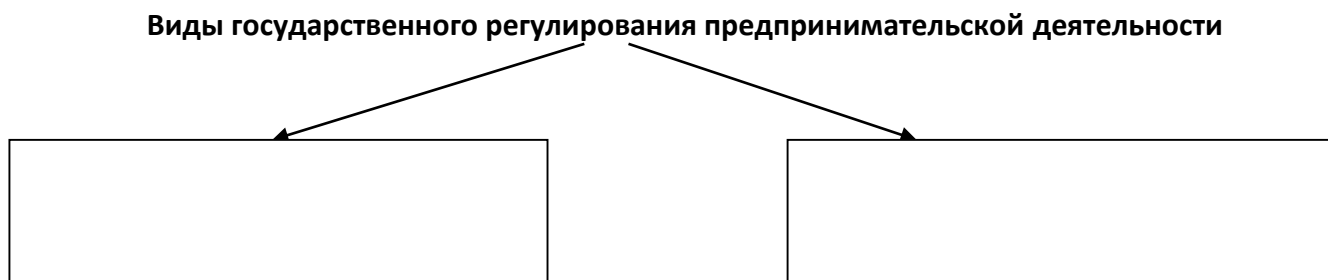 Виды государственного регулирования предпринимательской деятельности